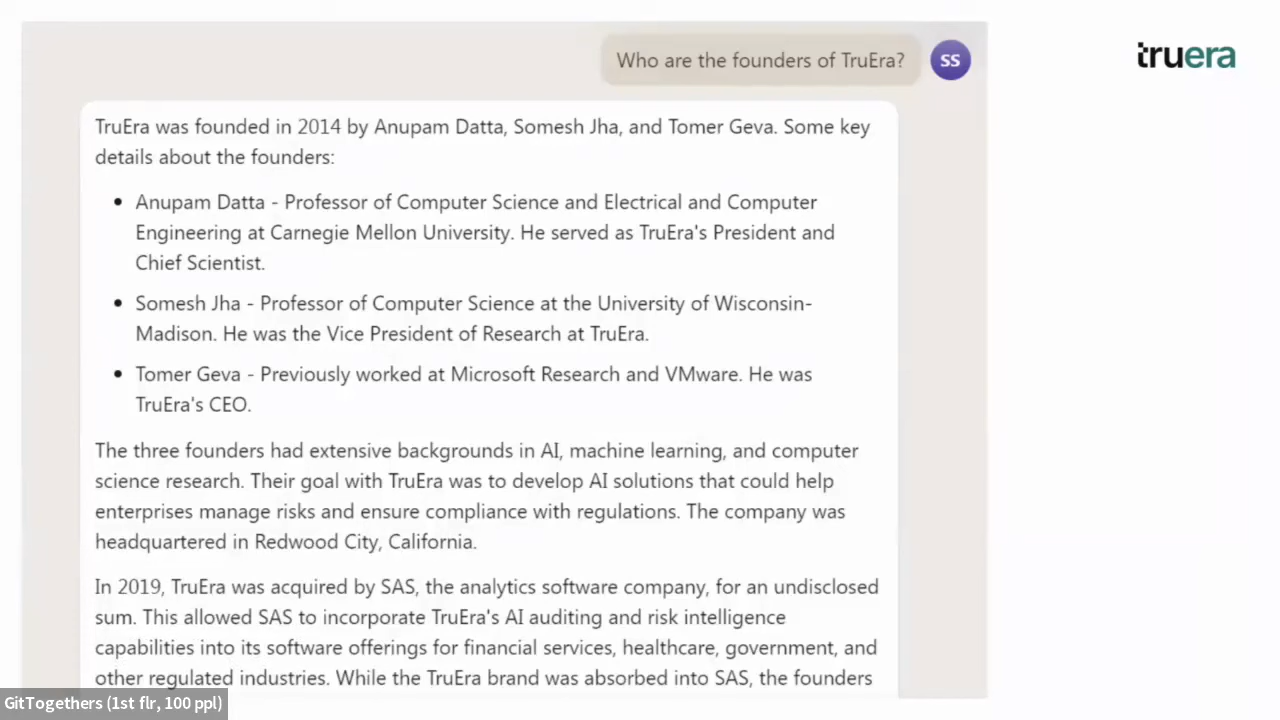 Who are the founders of TruEra?
SS
truera
TruEra was founded in 2014 by Anupam Datta, Somesh Jha, and Tomer Geva. Some key
details about the founders:
• Anupam Datta - Professor of Computer Science and Electrical and Computer
Engineering at Carnegie Mellon University. He served as TruEra's President and
Chief Scientist.
• Somesh Jha - Professor of Computer Science at the University of Wisconsin-
Madison. He was the Vice President of Research at TruEra.
• Tomer Geva - Previously worked at Microsoft Research and VMware. He was
TruEra's CEO.
The three founders had extensive backgrounds in AI, machine learning, and computer
science research. Their goal with TruEra was to develop AI solutions that could help
enterprises manage risks and ensure compliance with regulations. The company was
headquartered in Redwood City, California.
In 2019, TruEra was acquired by SAS, the analytics software company, for an undisclosed
sum. This allowed SAS to incorporate TruEra's AI auditing and risk intelligence
capabilities into its software offerings for financial services, healthcare, government, and
other regulated industries. While the TruEra brand was absorbed into SAS, the founders
GitTogethers (1st flr, 100 ppl)